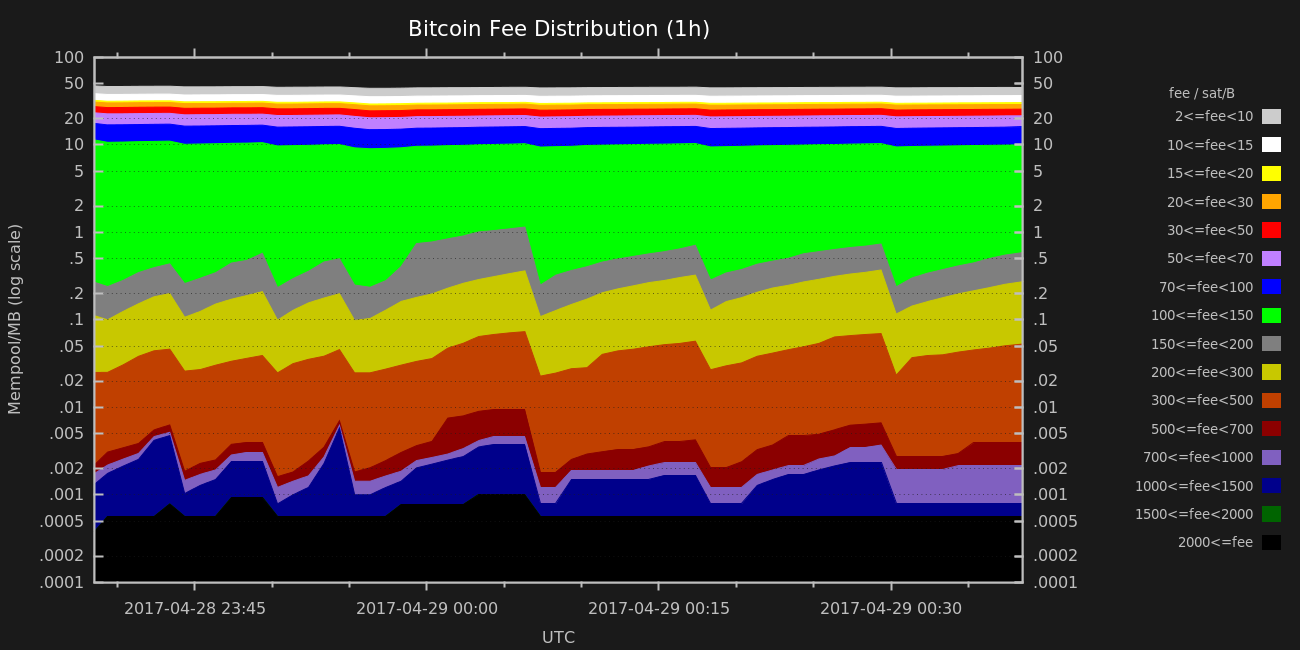 Bitcoin Fee Distribution (1h)
Mempool/MB (log scale)
100
50
20
10
5
2
1
.5
.2
.1
.05
.02
.01
.005
.002
.001
.0005
.0002
.0001
100
50
20
10
5
2
1
.5
.2
.1
.05
.02
.01
.005
.002
.001
.0005
.0002
.0001
2017-04-28 23:45
2017-04-29 00:00
2017-04-29 00:15
2017-04-29 00:30
UTC
fee / sat/B
2<=fee<10
10<=fee<15
15<=fee<20
20<=fee<30
30<=fee<50
50<=fee<70
70<=fee<100
100<=fee<150
150<=fee<200
200<=fee<300
300<=fee<500
500<=fee<700
700<=fee<1000
1000<=fee<1500
1500<=fee<2000
2000<=fee